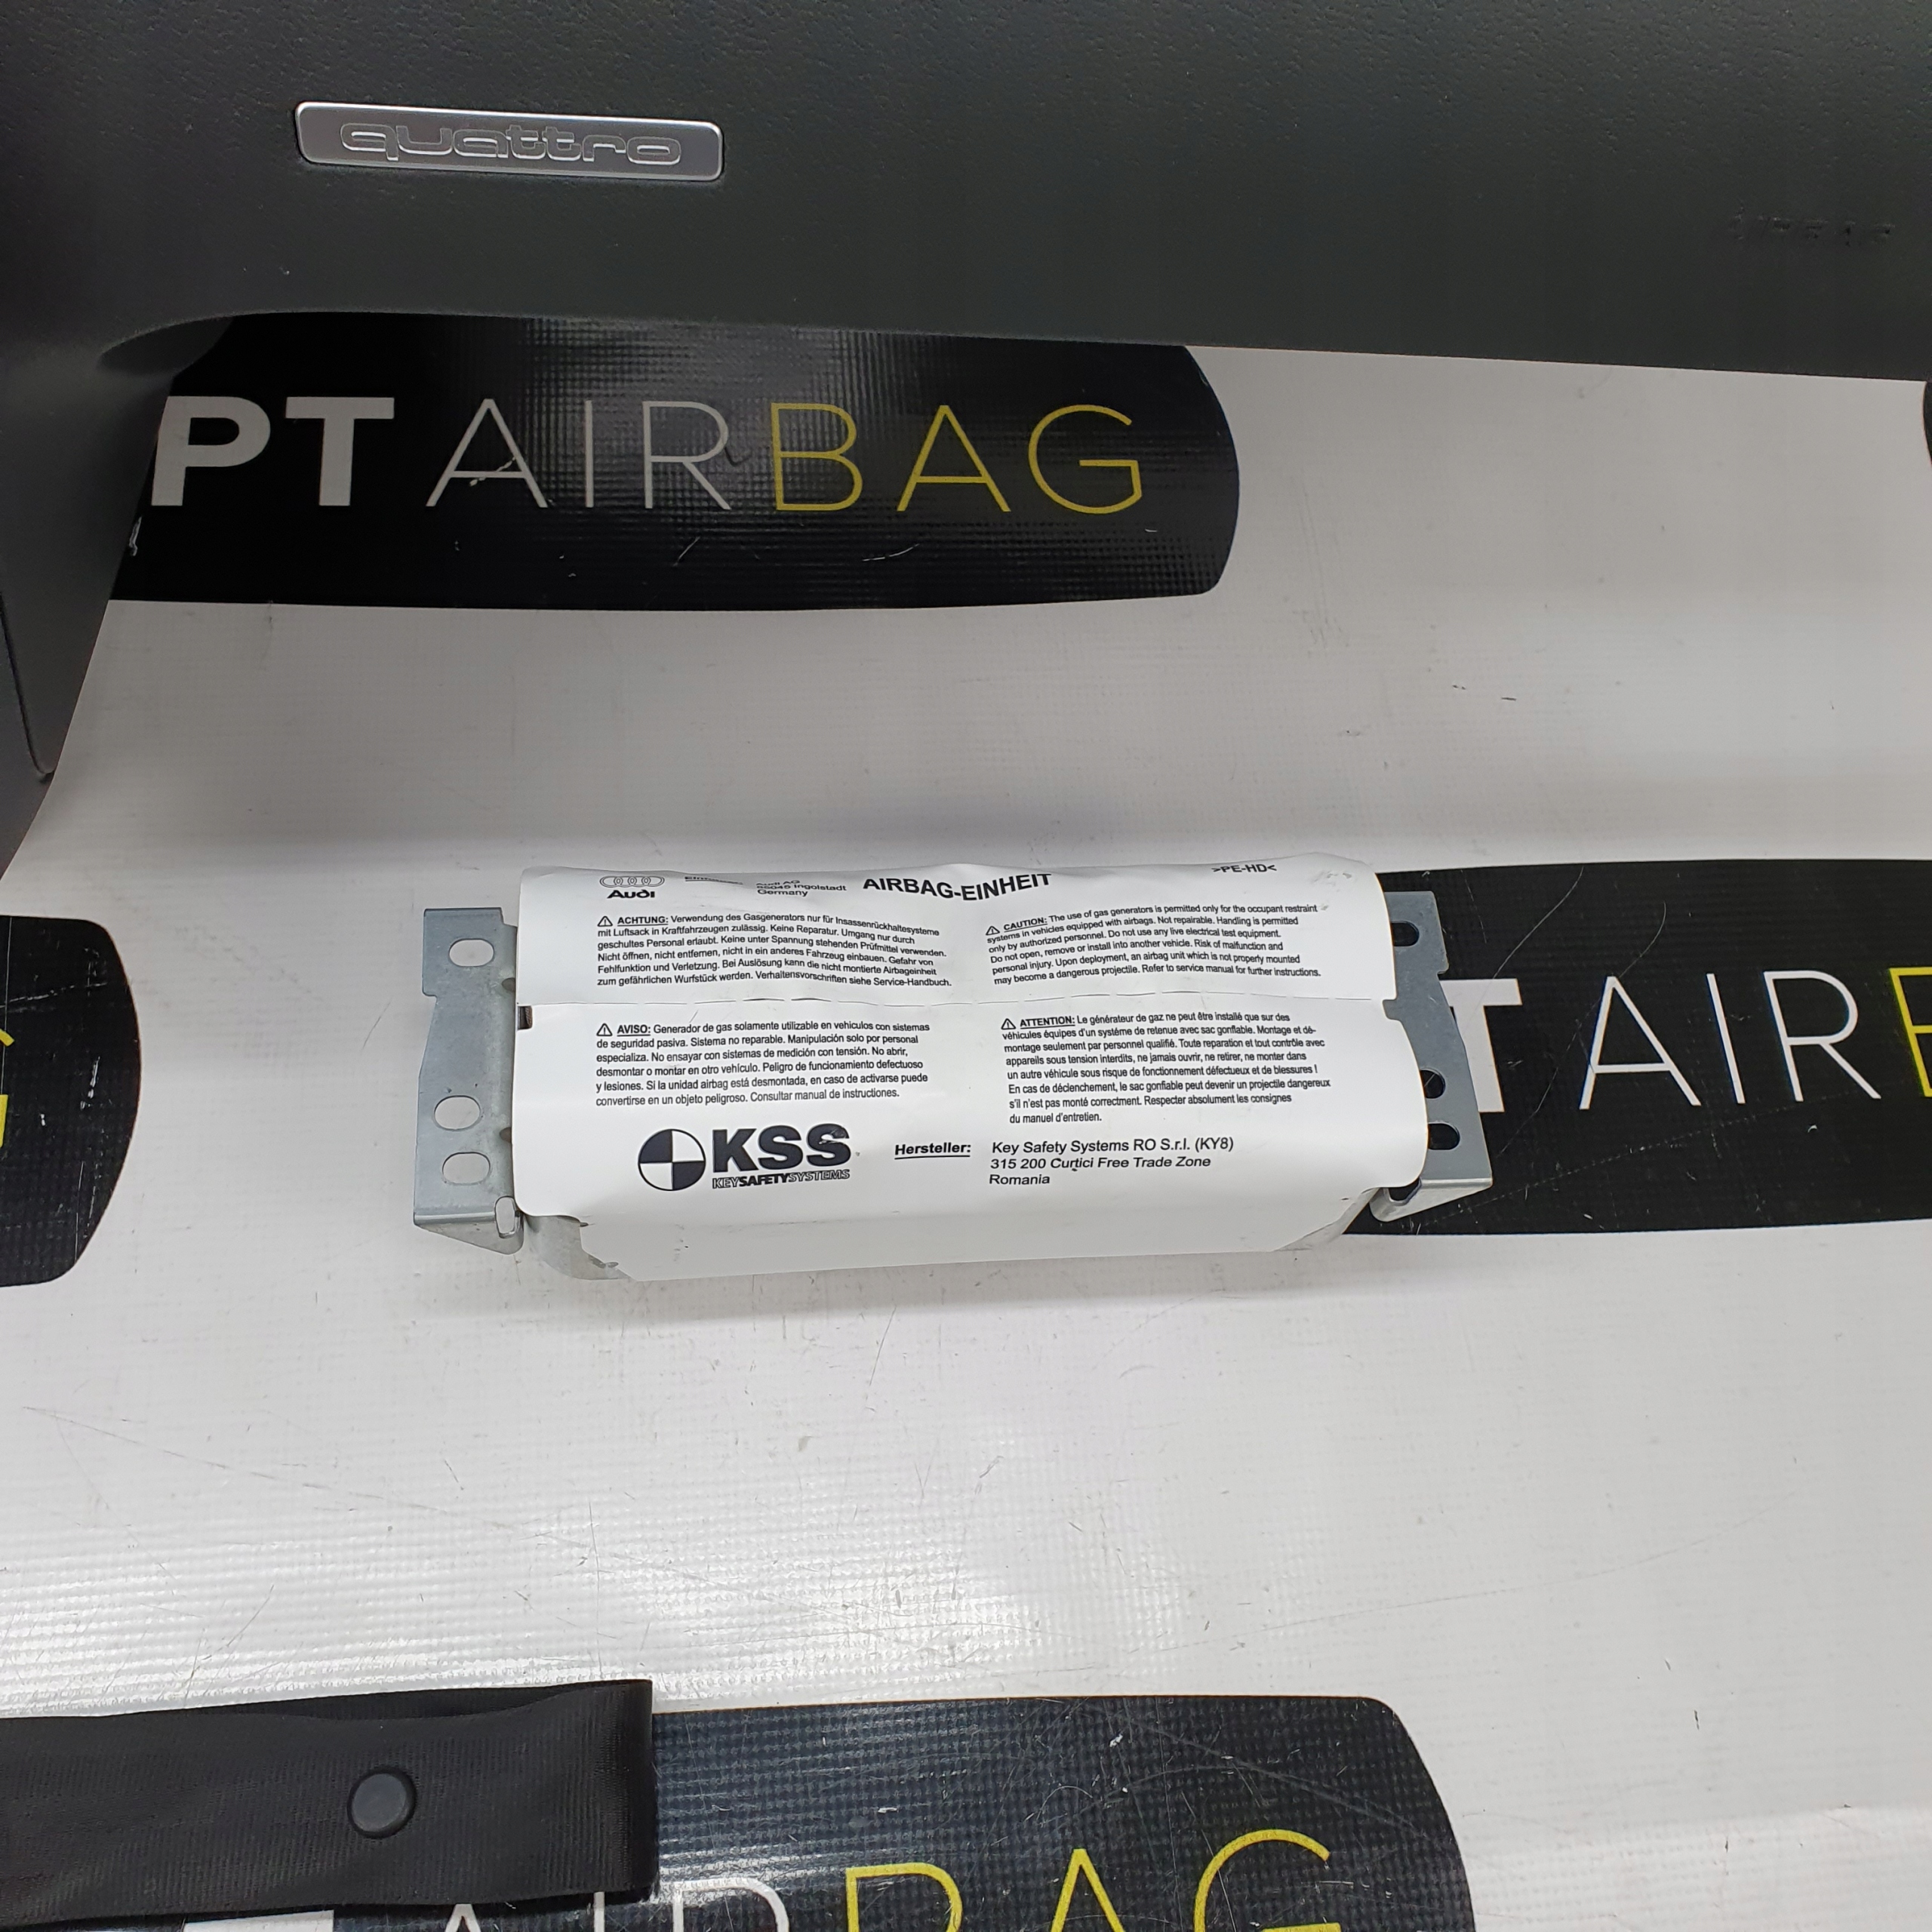 quattro
AIRBAG
PT AIRBAG
Audi
Audi AG
85045 Ingolstadt
Germany
AIRBAG-EINHEIT
>PE-HD<
⚠ ACHTUNG: Verwendung des Gasgenerators nur für Insassenrückhaltesysteme
mit Luftsack in Kraftfahrzeugen zulässig. Keine Reparatur. Umgang nur durch
geschultes Personal erlaubt. Keine unter Spannung stehenden Prüfmittel verwenden.
Nicht öffnen, nicht entfernen, nicht in ein anderes Fahrzeug einbauen. Gefahr von
Fehlfunktion und Verletzung. Bei Auslösung kann die nicht montierte Airbageinheit
zum gefährlichen Wurfstück werden. Verhaltensvorschriften siehe Service-Handbuch.
⚠ CAUTION: The use of gas generators is permitted only for the occupant restraint
systems in vehicles equipped with airbags. Not repairable. Handling is permitted
only by authorized personnel. Do not use any live electrical test equipment.
Do not open, remove or install into another vehicle. Risk of malfunction and
personal injury. Upon deployment, an airbag unit which is not properly mounted
may become a dangerous projectile. Refer to service manual for further instructions.
⚠ AVISO: Generador de gas solamente utilizable en vehiculos con sistemas
de seguridad pasiva. Sistema no reparable. Manipulación solo por personal
especializa. No ensayar con sistemas de medición con tensión. No abrir,
desmontar o montar en otro vehículo. Peligro de funcionamiento defectuoso
y lesiones. Si la unidad airbag está desmontada, en caso de activarse puede
convertirse en un objeto peligroso. Consultar manual de instrucciones.
⚠ ATTENTION: Le générateur de gaz ne peut être installé que sur des
véhicules équipes d'un systéme de retenue avec sac gonflable. Montage et dé-
montage seulement par personnel qualifié. Toute reparation et tout contrôle avec
appareils sous tension interdits, ne jamais ouvrir, ne retirer, ne monter dans
un autre véhicule sous risque de fonctionnement défectueux et de blessures !
En cas de déclenchement, le sac gonflable peut devenir un projectile dangereux
s'il n'est pas monté correctment. Respecter absolument les consignes
du manuel d'entretien.
KSS
KEYSAFETYSYSTEMS
Hersteller:
Key Safety Systems RO S.r.l. (KY8)
315 200 Curtici Free Trade Zone
Romania
G
T AIRB
AIRBAG